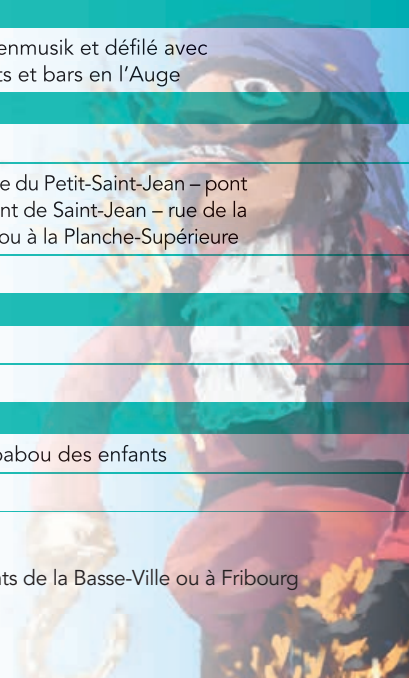 enmusik et défilé avec
ts et bars en l'Auge
e du Petit-Saint-Jean – pont
nt de Saint-Jean – rue de la
ou à la Planche-Supérieure
abou des enfants
ts de la Basse-Ville ou à Fribourg